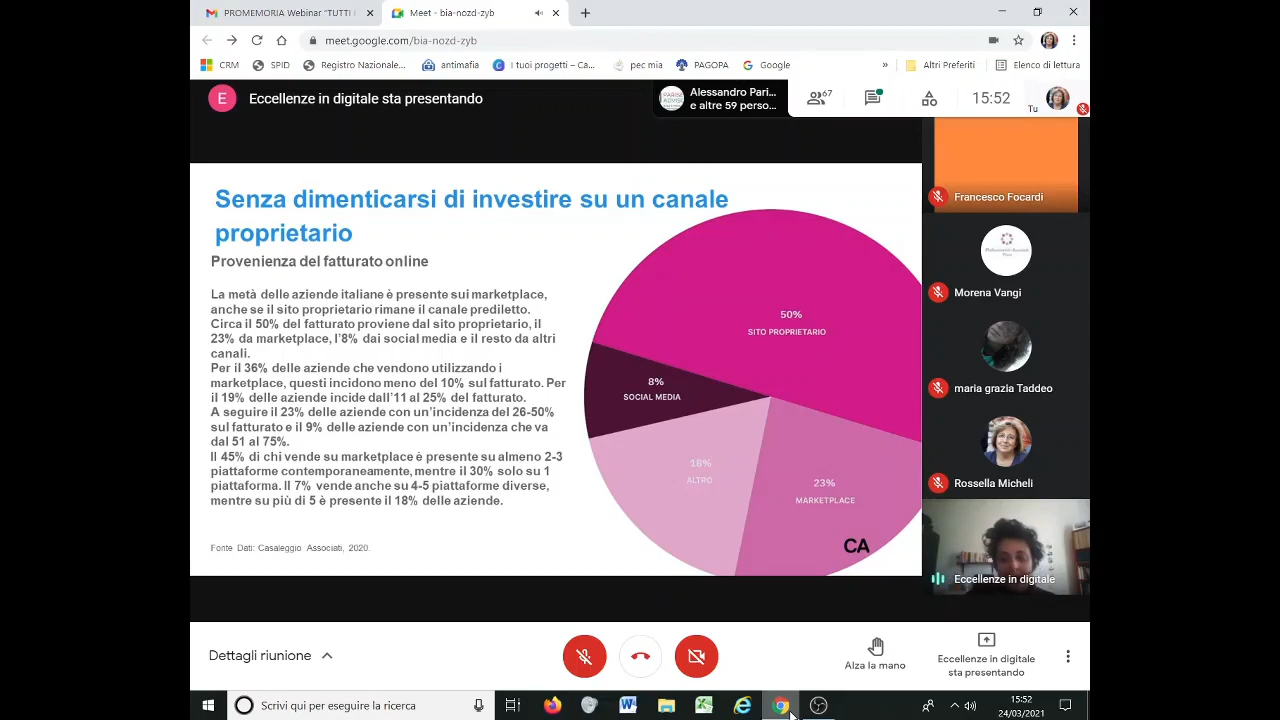 PROMEMORIA Webinar "TUTTI
Meet - bia-nozd-zyb
meet.google.com/bia-nozd-zyb
CRM
SPID
Registro Nazionale...
antimafia
I tuoi progetti – Ca...
pec mia
PAGOPA
Google
»
Altri Preferiti
Elenco di lettura
E
Eccellenze in digitale sta presentando
Alessandro Pari...
e altre 59 perso...
67
15:52
Tu
Senza dimenticarsi di investire su un canale
proprietario
Provenienza del fatturato online
La metà delle aziende italiane è presente sui marketplace,
anche se il sito proprietario rimane il canale prediletto.
Circa il 50% del fatturato proviene dal sito proprietario, il
23% da marketplace, l'8% dai social media e il resto da altri
canali.
Per il 36% delle aziende che vendono utilizzando i
marketplace, questi incidono meno del 10% sul fatturato. Per
il 19% delle aziende incide dall'11 al 25% del fatturato.
A seguire il 23% delle aziende con un'incidenza del 26-50%
sul fatturato e il 9% delle aziende con un'incidenza che va
dal 51 al 75%.
Il 45% di chi vende su marketplace è presente su almeno 2-3
piattaforme contemporaneamente, mentre il 30% solo su 1
piattaforma. Il 7% vende anche su 4-5 piattaforme diverse,
mentre su più di 5 è presente il 18% delle aziende.
Fonte Dati: Casaleggio Associati, 2020.
50%
SITO PROPRIETARIO
8%
SOCIAL MEDIA
18%
ALTRO
23%
MARKETPLACE
CA
Francesco Focardi
Morena Vangi
maria grazia Taddeo
Rossella Micheli
Eccellenze in digitale
Dettagli riunione
Alza la mano
Eccellenze in digitale
sta presentando
Scrivi qui per eseguire la ricerca
15:52
24/03/2021